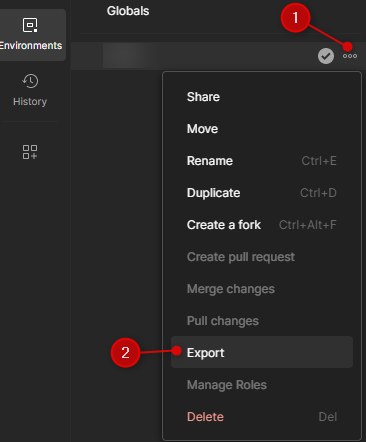 Globals
1
Environments
History
Share
Move
Rename Ctrl+E
Duplicate Ctrl+D
Create a fork Ctrl+Alt+F
Create pull request
Merge changes
Pull changes
2
Export
Manage Roles
Delete Del